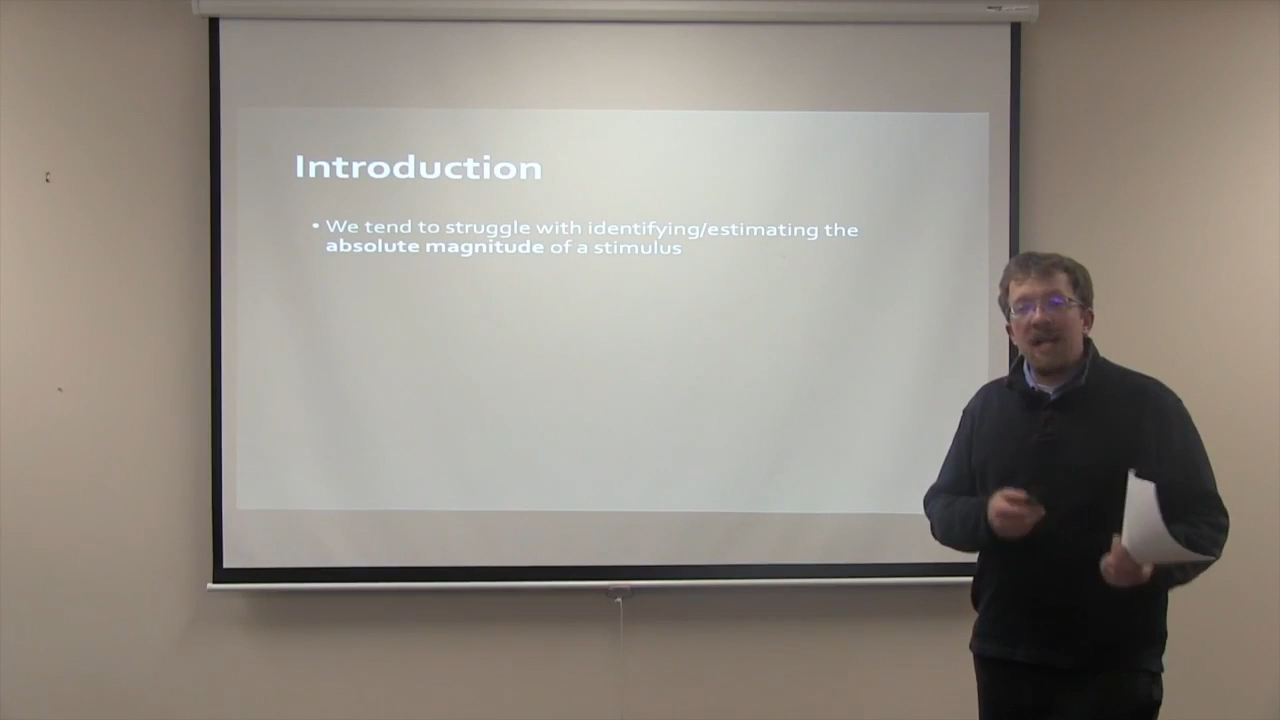 Introduction
• We tend to struggle with identifying/estimating the
absolute magnitude of a stimulus